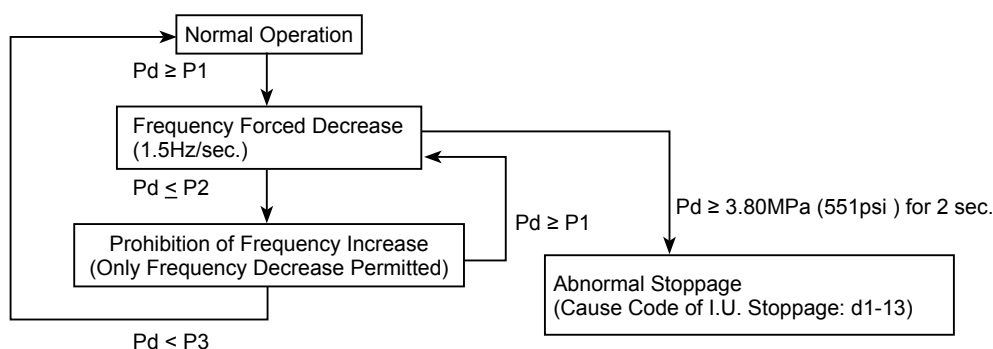 Normal Operation
Pd ≥ P1
Frequency Forced Decrease
(1.5Hz/sec.)
Pd ≤ P2
Pd ≥ P1
Pd ≥ 3.80MPa (551psi ) for 2 sec.
Prohibition of Frequency Increase
(Only Frequency Decrease Permitted)
Abnormal Stoppage
(Cause Code of I.U. Stoppage: d1-13)
Pd < P3